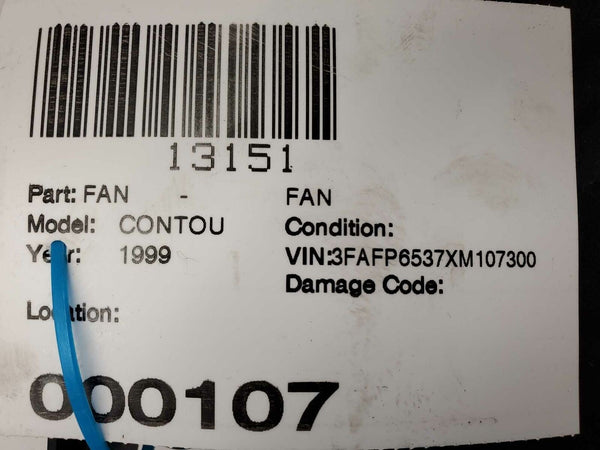 13151
Part: FAN - FAN
Model: CONTOU Condition:
Year: 1999 VIN:3FAFP6537XM107300
Damage Code:
Location:
000107